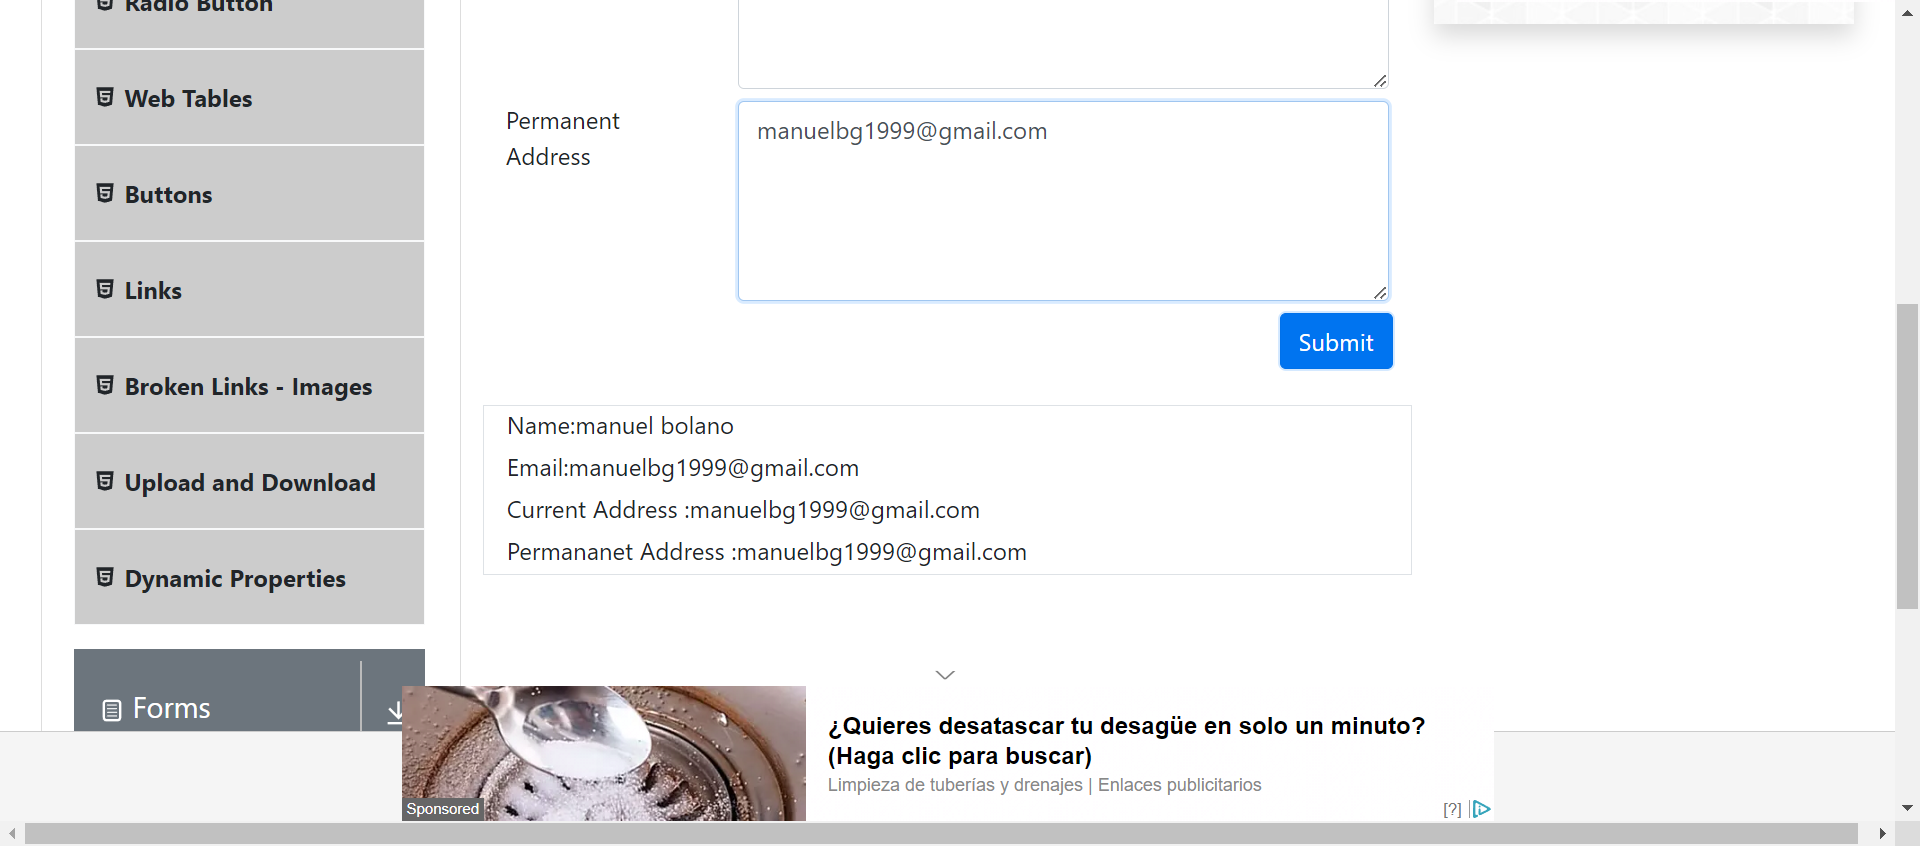 Radio Button
Web Tables
Buttons
Links
Broken Links - Images
Upload and Download
Dynamic Properties
Forms
Permanent
Address
manuelbg1999@gmail.com
Submit
Name:manuel bolano
Email:manuelbg1999@gmail.com
Current Address :manuelbg1999@gmail.com
Permananet Address :manuelbg1999@gmail.com
Sponsored
¿Quieres desatascar tu desagüe en solo un minuto?
(Haga clic para buscar)
Limpieza de tuberías y drenajes | Enlaces publicitarios
[?]